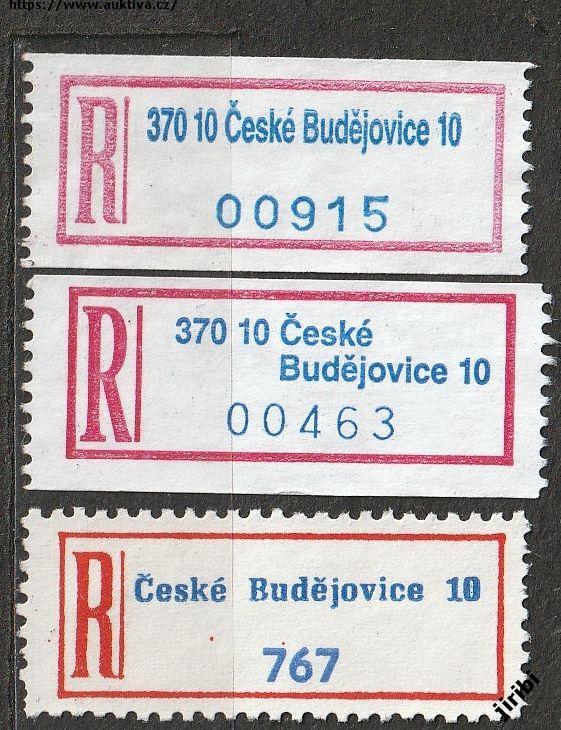 https://www.auktiva.cz/
R
370 10 České Budějovice 10
00915
R
370 10 České
Budějovice 10
00463
R
České Budějovice 10
767
jiribi